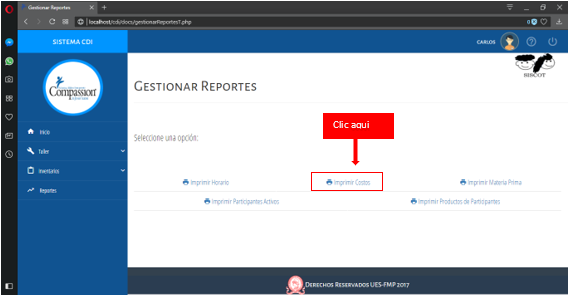 Gestionar Reportes
localhost/cdi/docs/gestionarReportes1.php
SISTEMA CDI
CARLOS
Compassion
BISCOT
GESTIONAR REPORTES
Seleccione una opción:
Clic aqui
Inicio
Taller
Inventarios
Reportes
Imprimir Horario
Imprimir Costos
Imprimir Materia Prima
Imprimir Participantes Activos
Imprimir Productos de Participantes
DERECHOS RESERVADOS UES-FMP 2017